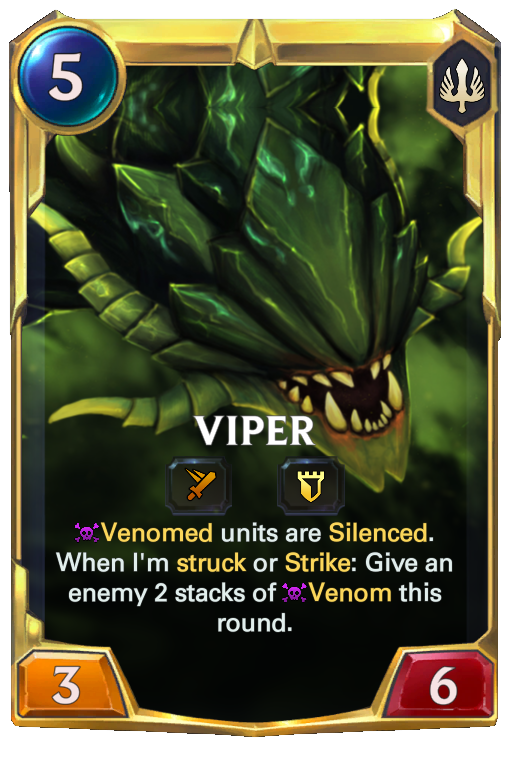 5
VIPER
Venomed units are Silenced.
When I'm struck or Strike: Give an
enemy 2 stacks of Venom this
round.
3
6